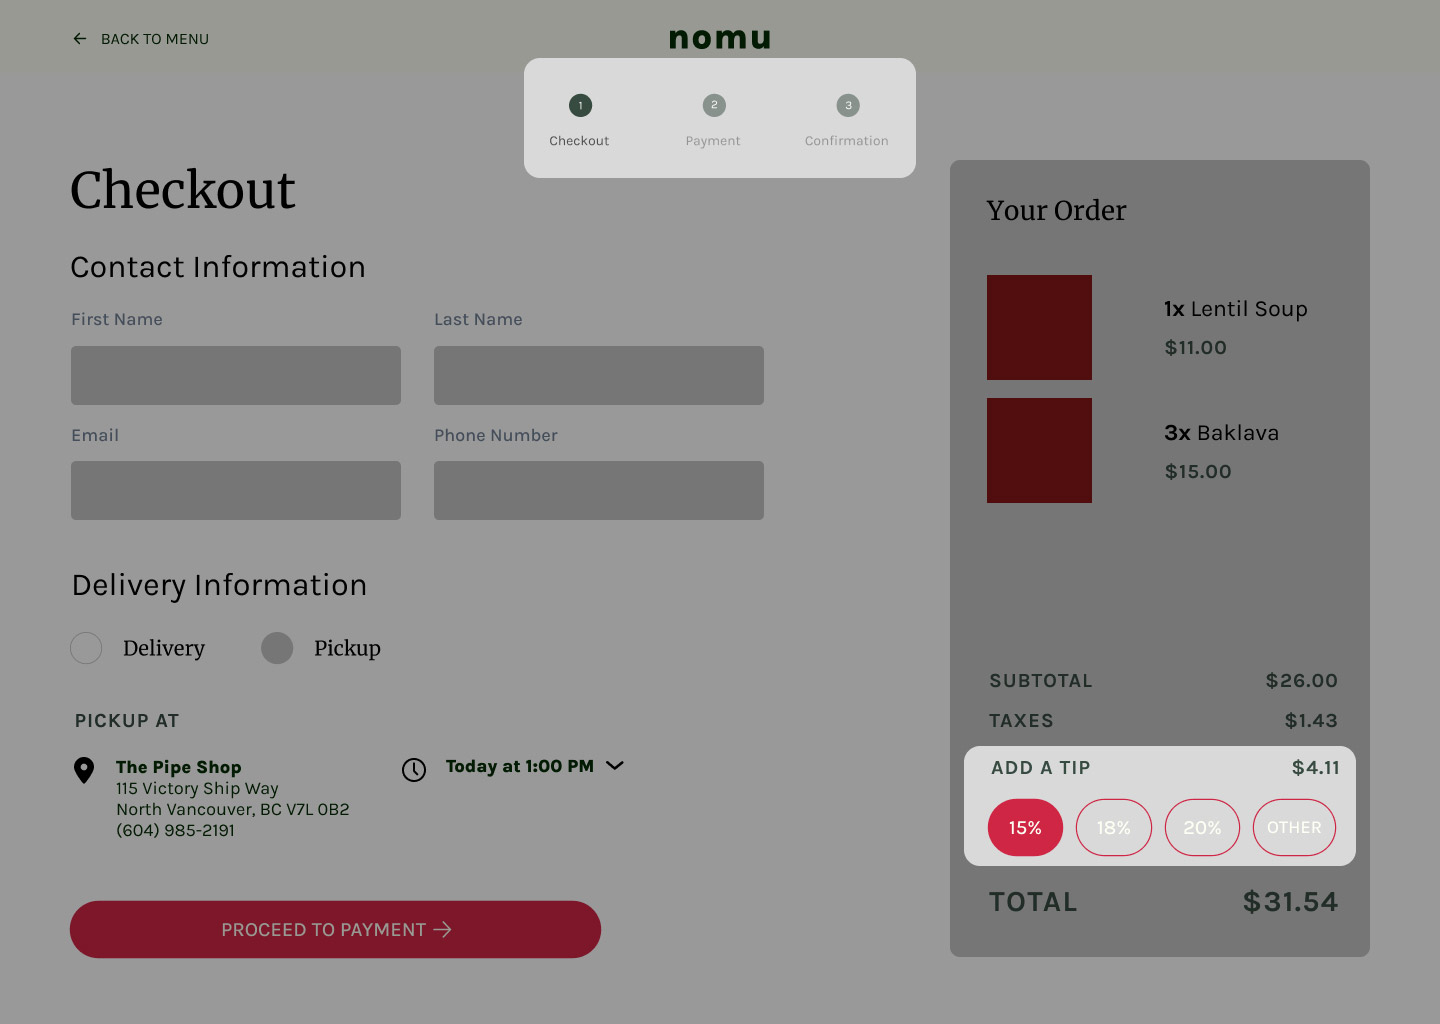 BACK TO MENU
nomu
1
2
3
Checkout
Payment
Confirmation
Checkout
Contact Information
First Name
Last Name
Email
Phone Number
Delivery Information
Delivery
Pickup
PICKUP AT
The Pipe Shop
115 Victory Ship Way
North Vancouver, BC V7L 0B2
(604) 985-2191
Today at 1:00 PM
PROCEED TO PAYMENT →
Your Order
1x Lentil Soup
$11.00
3x Baklava
$15.00
SUBTOTAL $26.00
TAXES $1.43
ADD A TIP $4.11
15% 18% 20% OTHER
TOTAL $31.54